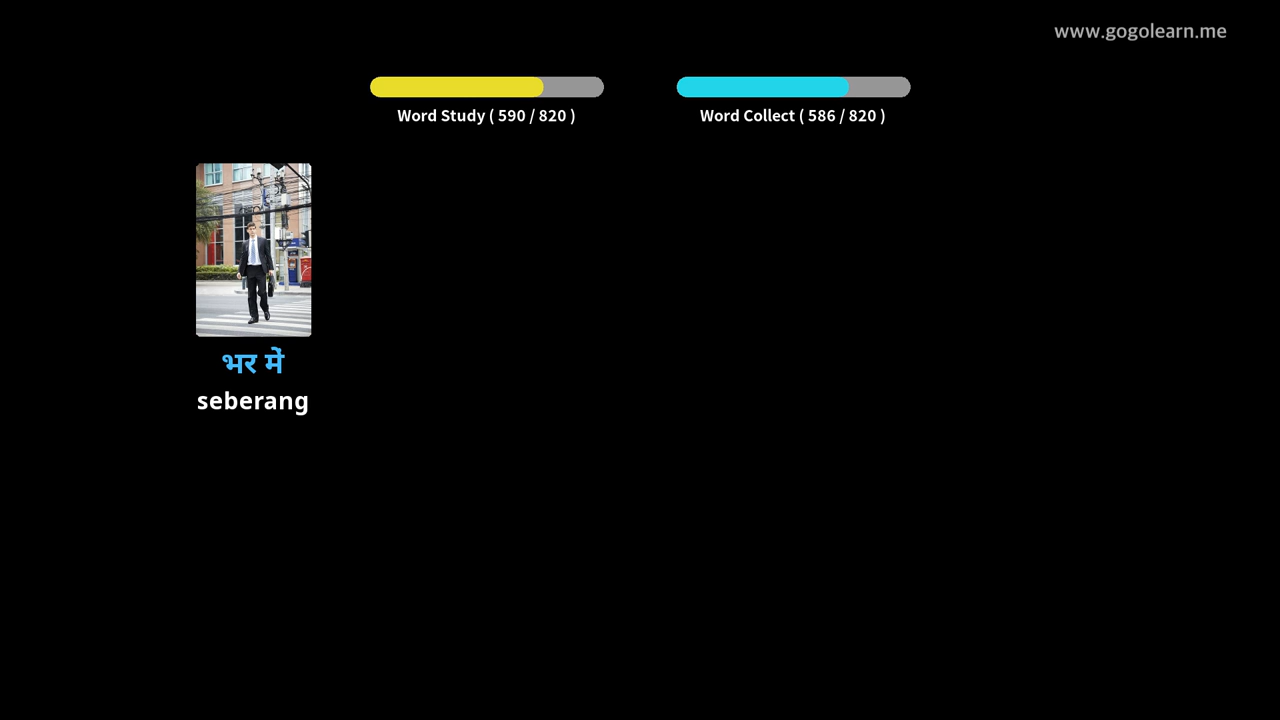 www.gogolearn.me
Word Study ( 590 / 820 )
Word Collect ( 586 / 820 )
भर में
seberang